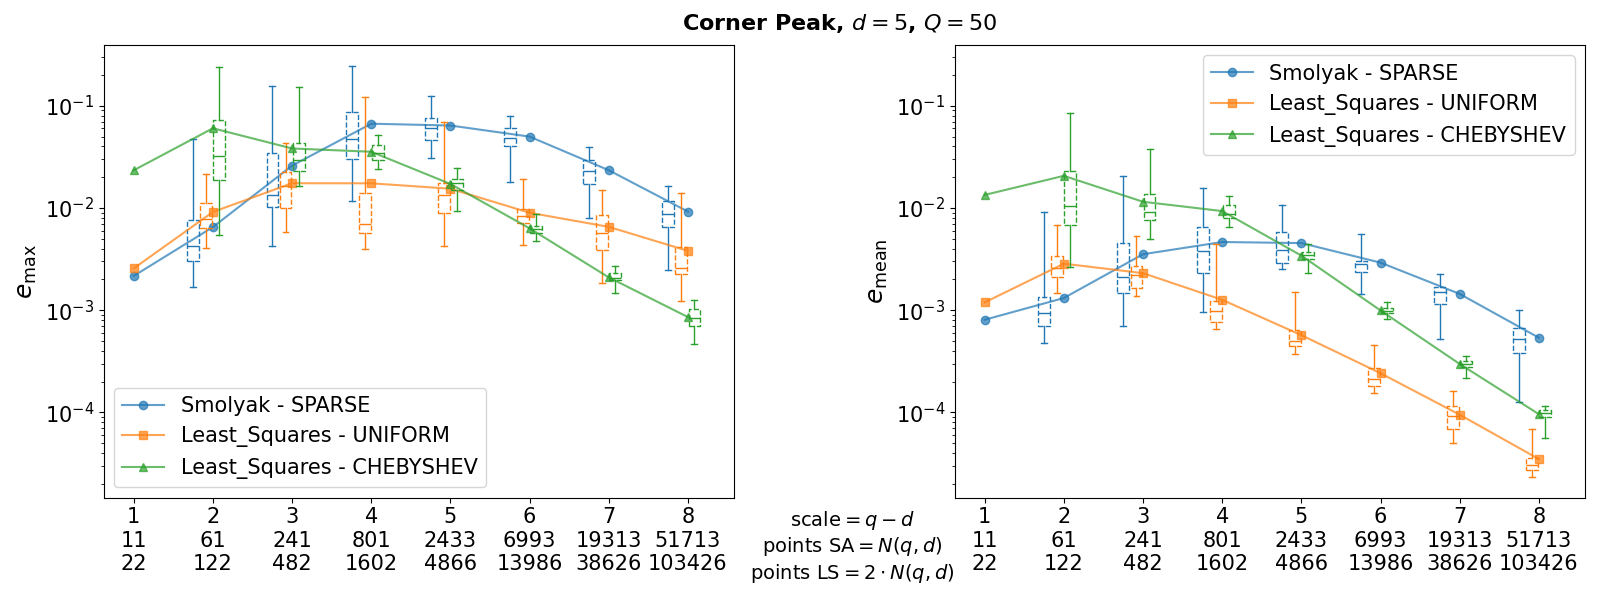 Corner Peak, d = 5, Q = 50
e_max
10^−1
10^−2
10^−3
10^−4
Smolyak - SPARSE
Least_Squares - UNIFORM
Least_Squares - CHEBYSHEV
1 2 3 4 5 6 7 8
11 61 241 801 2433 6993 19313 51713
22 122 482 1602 4866 13986 38626 103426
scale = q − d
points SA = N(q, d)
points LS = 2 · N(q, d)
e_mean
10^−1
10^−2
10^−3
10^−4
Smolyak - SPARSE
Least_Squares - UNIFORM
Least_Squares - CHEBYSHEV
1 2 3 4 5 6 7 8
11 61 241 801 2433 6993 19313 51713
22 122 482 1602 4866 13986 38626 103426